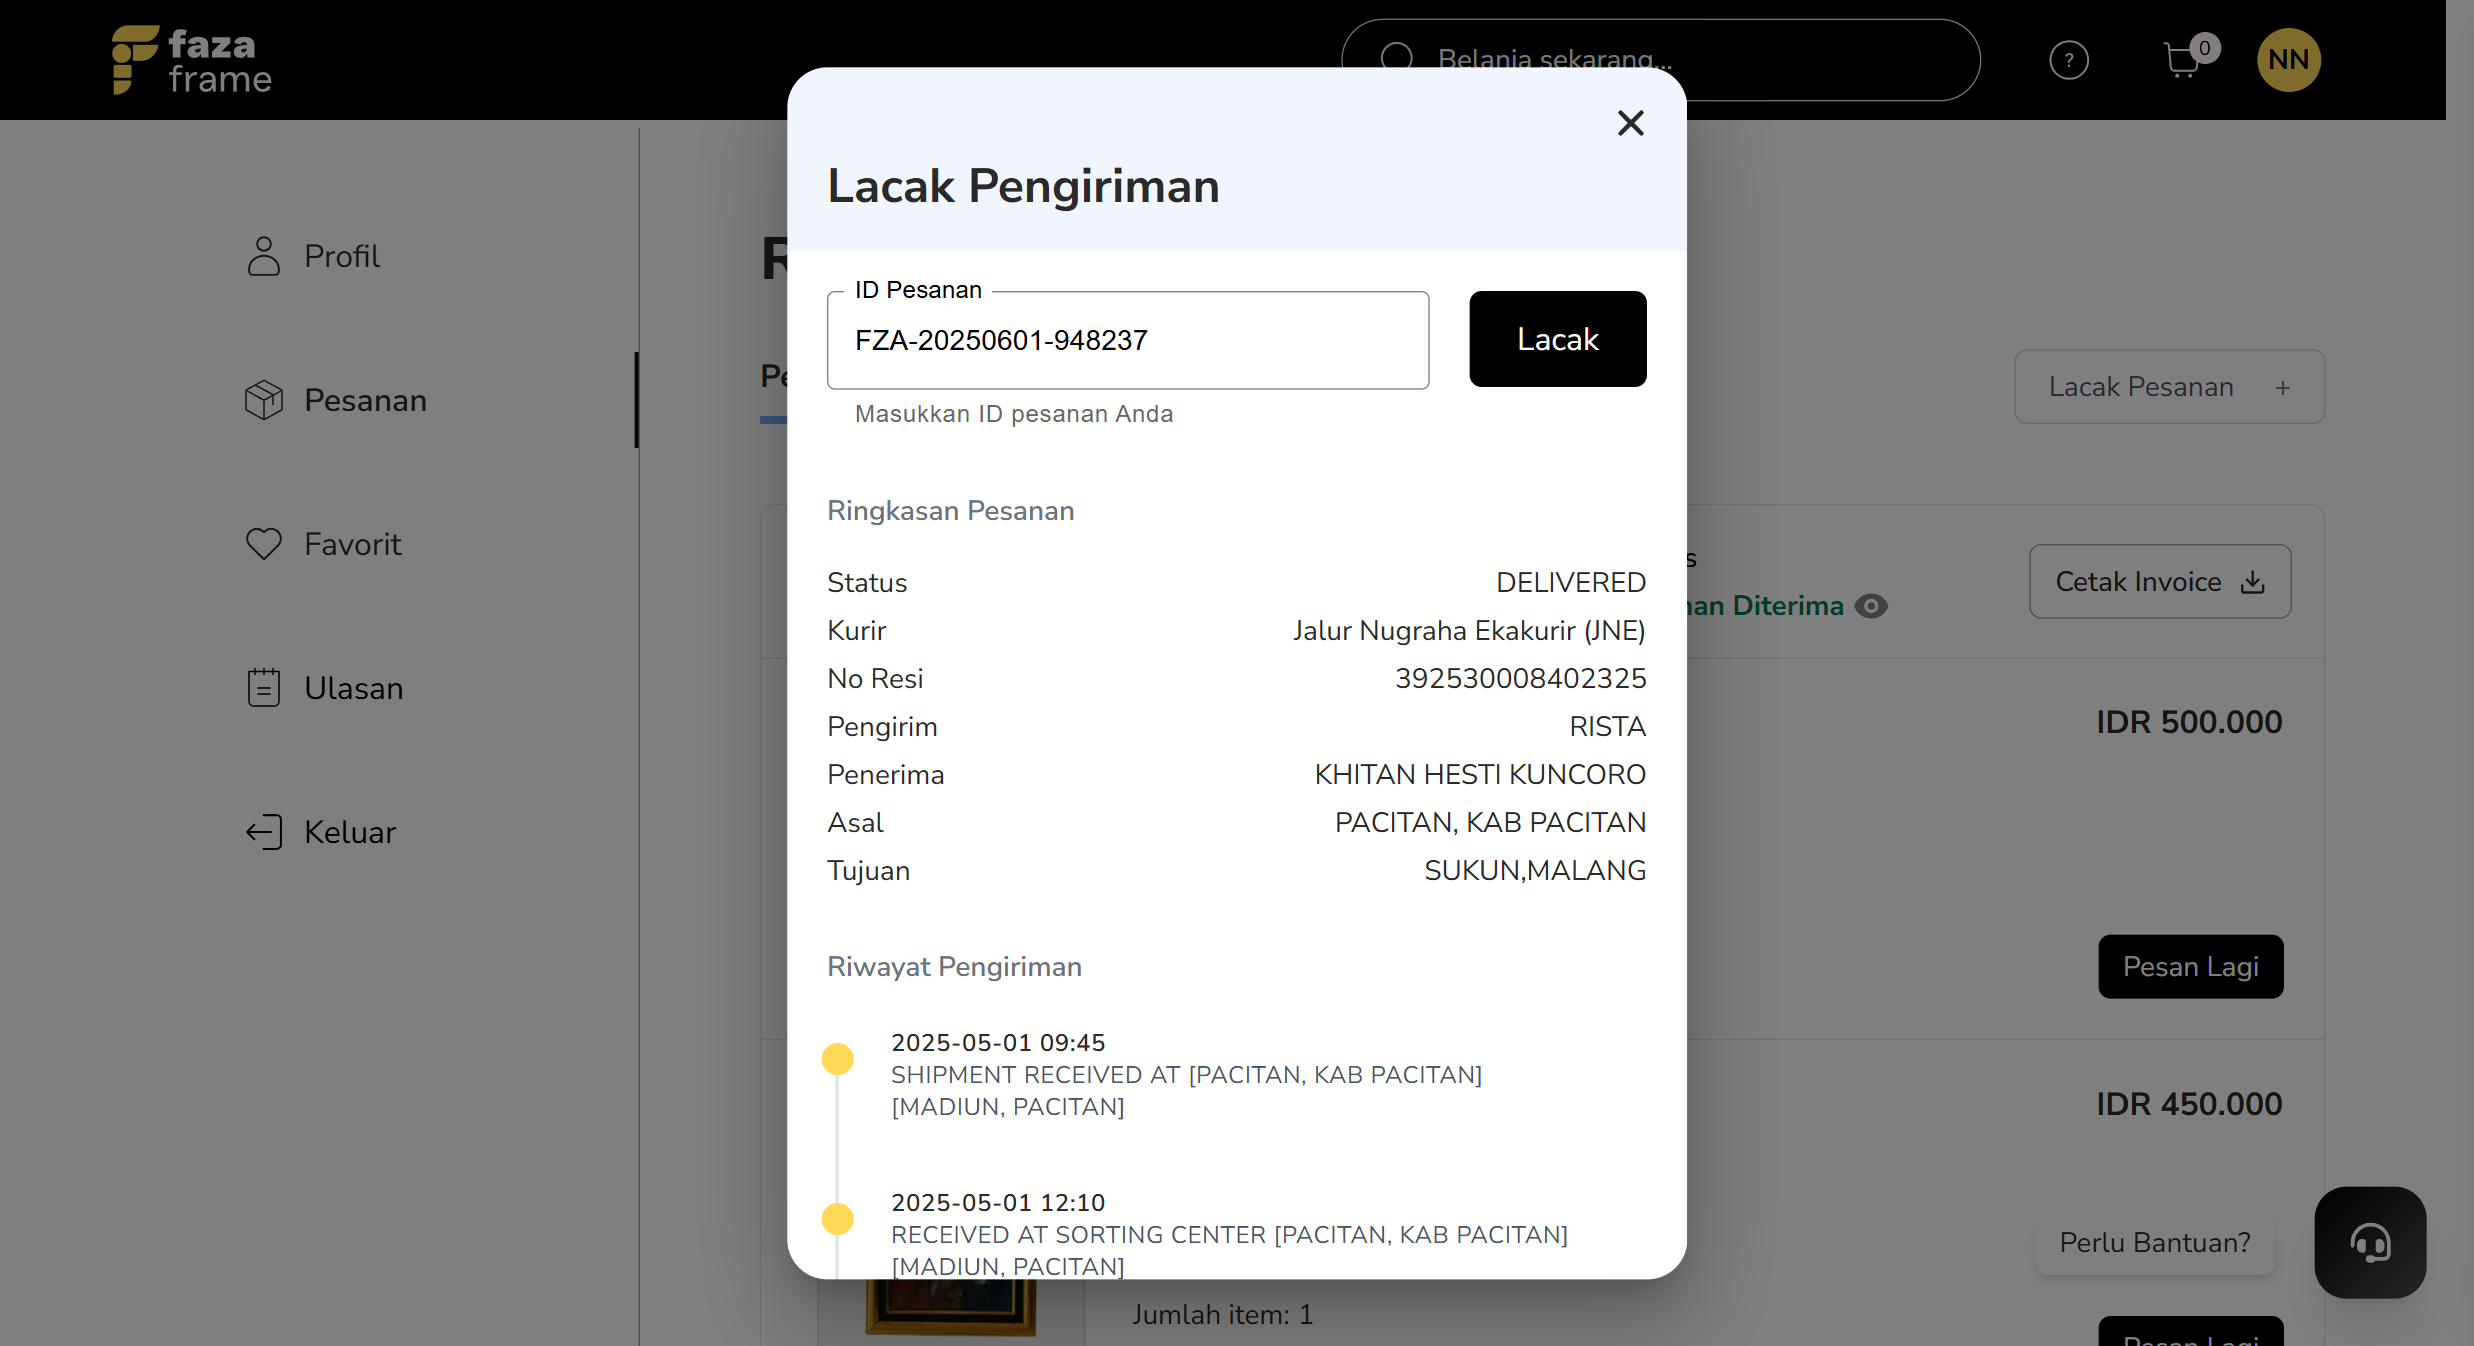 faza
frame
Belanja sekarang...
?
0
NN
Profil
Pesanan
Favorit
Ulasan
Keluar
Lacak Pengiriman
ID Pesanan
FZA-20250601-948237
Lacak
Masukkan ID pesanan Anda
Ringkasan Pesanan
Status DELIVERED
Kurir Jalur Nugraha Ekakurir (JNE)
No Resi 392530008402325
Pengirim RISTA
Penerima KHITAN HESTI KUNCORO
Asal PACITAN, KAB PACITAN
Tujuan SUKUN,MALANG
Riwayat Pengiriman
2025-05-01 09:45
SHIPMENT RECEIVED AT [PACITAN, KAB PACITAN]
[MADIUN, PACITAN]
2025-05-01 12:10
RECEIVED AT SORTING CENTER [PACITAN, KAB PACITAN]
[MADIUN, PACITAN]
Lacak Pesanan +
Diterima
Cetak Invoice
IDR 500.000
Pesan Lagi
IDR 450.000
Perlu Bantuan?
Jumlah item: 1
Pesan Lagi